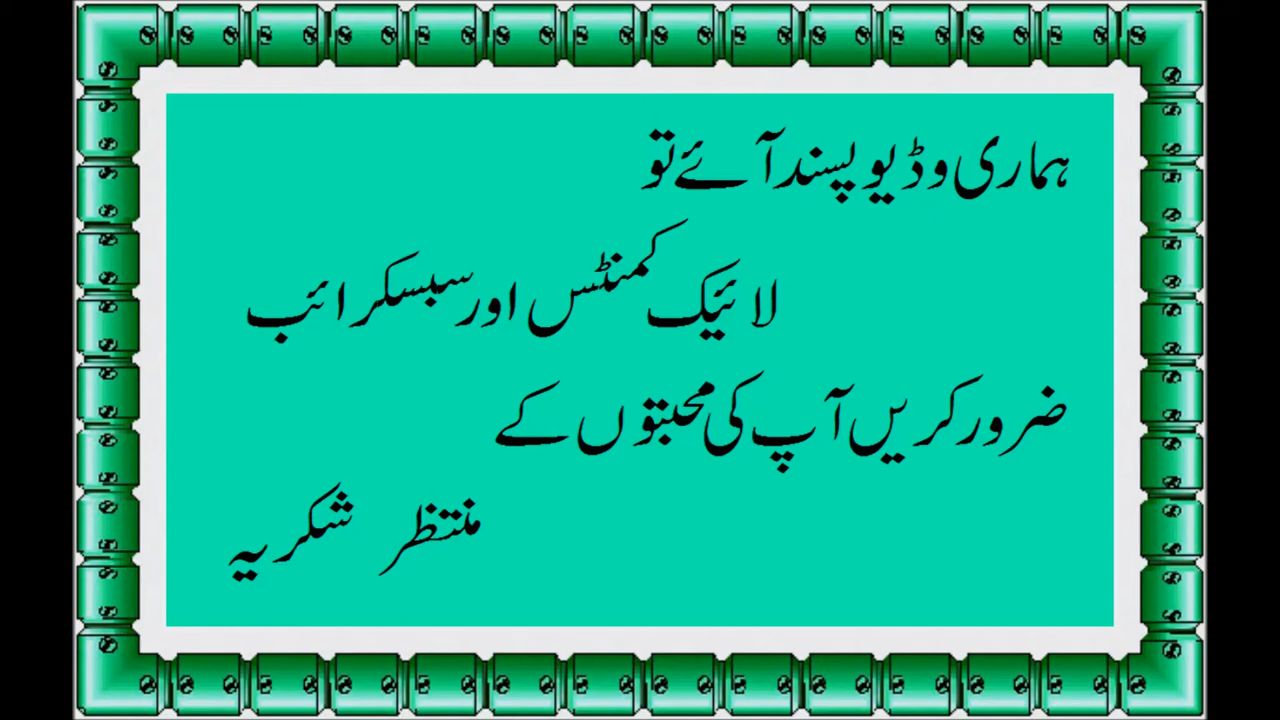 ہماری وڈیو پسند آئے تو
لائیک کمنٹس اور سبسکرائب
ضرور کریں آپ کی محبتوں کے
منتظر شکریہ